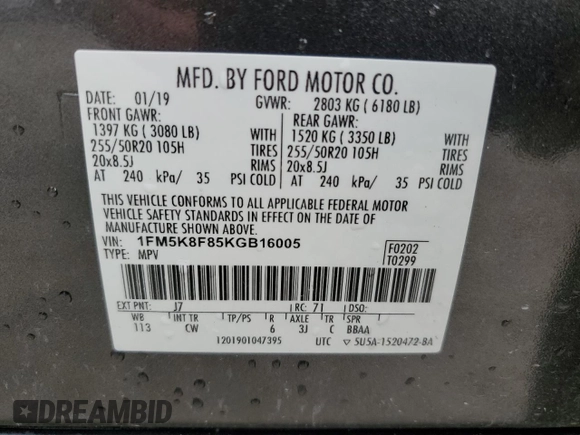 MFD. BY FORD MOTOR CO.
DATE: 01/19 GVWR: 2803 KG ( 6180 LB)
FRONT GAWR: REAR GAWR:
1397 KG ( 3080 LB) WITH 1520 KG ( 3350 LB) WITH
255/50R20 105H TIRES 255/50R20 105H TIRES
20x8.5J RIMS 20x8.5J RIMS
AT 240 kPa/ 35 PSI COLD AT 240 kPa/ 35 PSI COLD
THIS VEHICLE CONFORMS TO ALL APPLICABLE FEDERAL MOTOR
VEHICLE SAFETY STANDARDS IN EFFECT ON THE DATE OF
MANUFACTURE SHOWN ABOVE.
VIN: 1FM5K8F85KGB16005 F0202
TYPE: MPV T0299
EXT PNT: J7 RC: 71 DSO:
WB INT TR TP/PS R AXLE TR SPR
113 CW 6 3J C BBAA
120190104739S UTC ▽ 5U5A-1520472-BA
DREAMBID